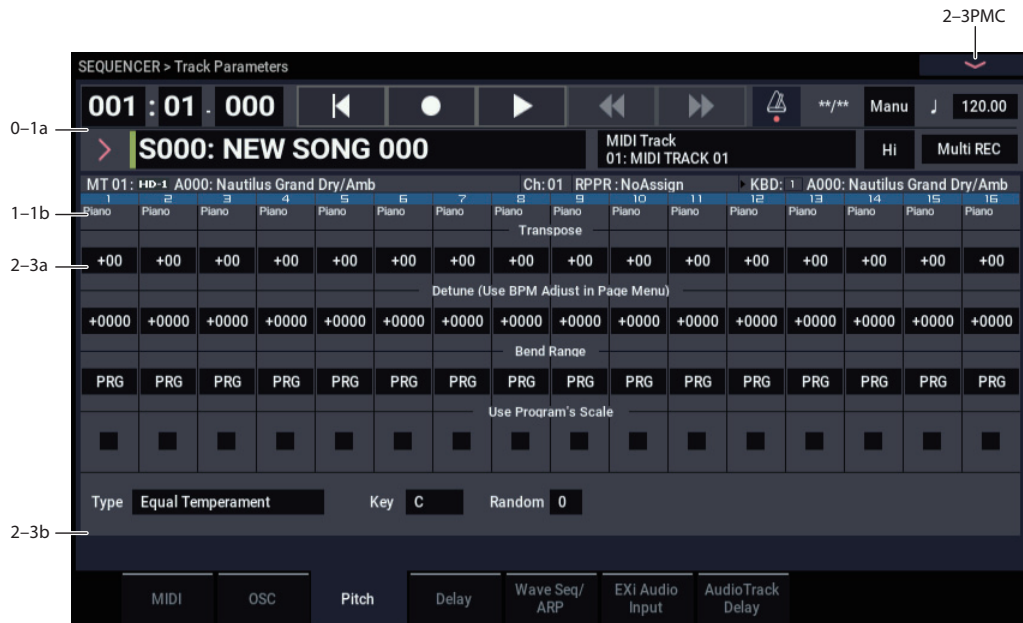 2–3PMC
SEQUENCER > Track Parameters
001 : 01 . 000 **/** Manu ♩ 120.00
0–1a
S000: NEW SONG 000 MIDI Track Hi Multi REC
01: MIDI TRACK 01
MT 01: HD-1 A000: Nautilus Grand Dry/Amb Ch:01 RPPR : NoAssign KBD: 1 A000: Nautilus Grand Dry/Amb
1 2 3 4 5 6 7 8 9 10 11 12 13 14 15 16
1–1b
Piano Piano Piano Piano Piano Piano Piano Piano Piano Piano Piano Piano Piano Piano Piano Piano
Transpose
2–3a
+00 +00 +00 +00 +00 +00 +00 +00 +00 +00 +00 +00 +00 +00 +00 +00
Detune (Use BPM Adjust in Page Menu)
+0000 +0000 +0000 +0000 +0000 +0000 +0000 +0000 +0000 +0000 +0000 +0000 +0000 +0000 +0000 +0000
Bend Range
PRG PRG PRG PRG PRG PRG PRG PRG PRG PRG PRG PRG PRG PRG PRG PRG
Use Program's Scale
Type Equal Temperament Key C Random 0
2–3b
MIDI OSC Pitch Delay Wave Seq/ EXi Audio AudioTrack
ARP Input Delay